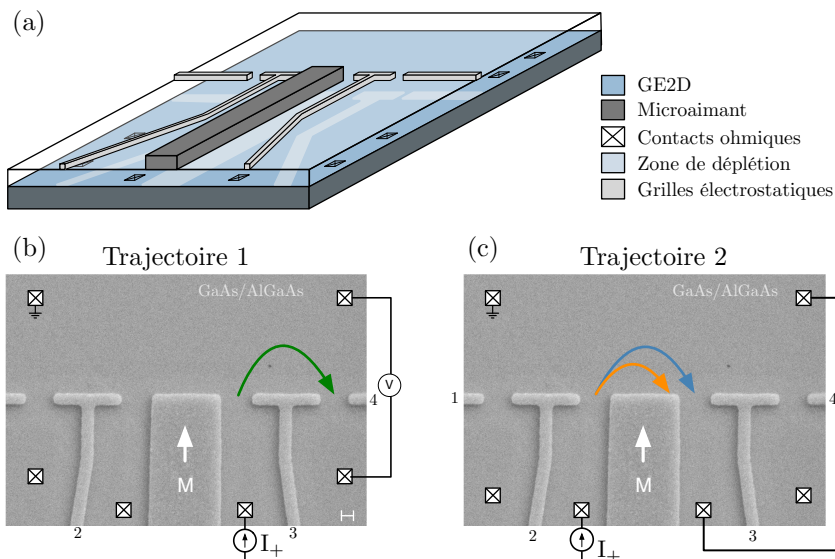 (a)
GE2D
Microaimant
Contacts ohmiques
Zone de déplétion
Grilles électrostatiques
(b)
Trajectoire 1
GaAs/AlGaAs
V
4
M
2
3
I+
(c)
Trajectoire 2
GaAs/AlGaAs
1
4
M
2
3
I+